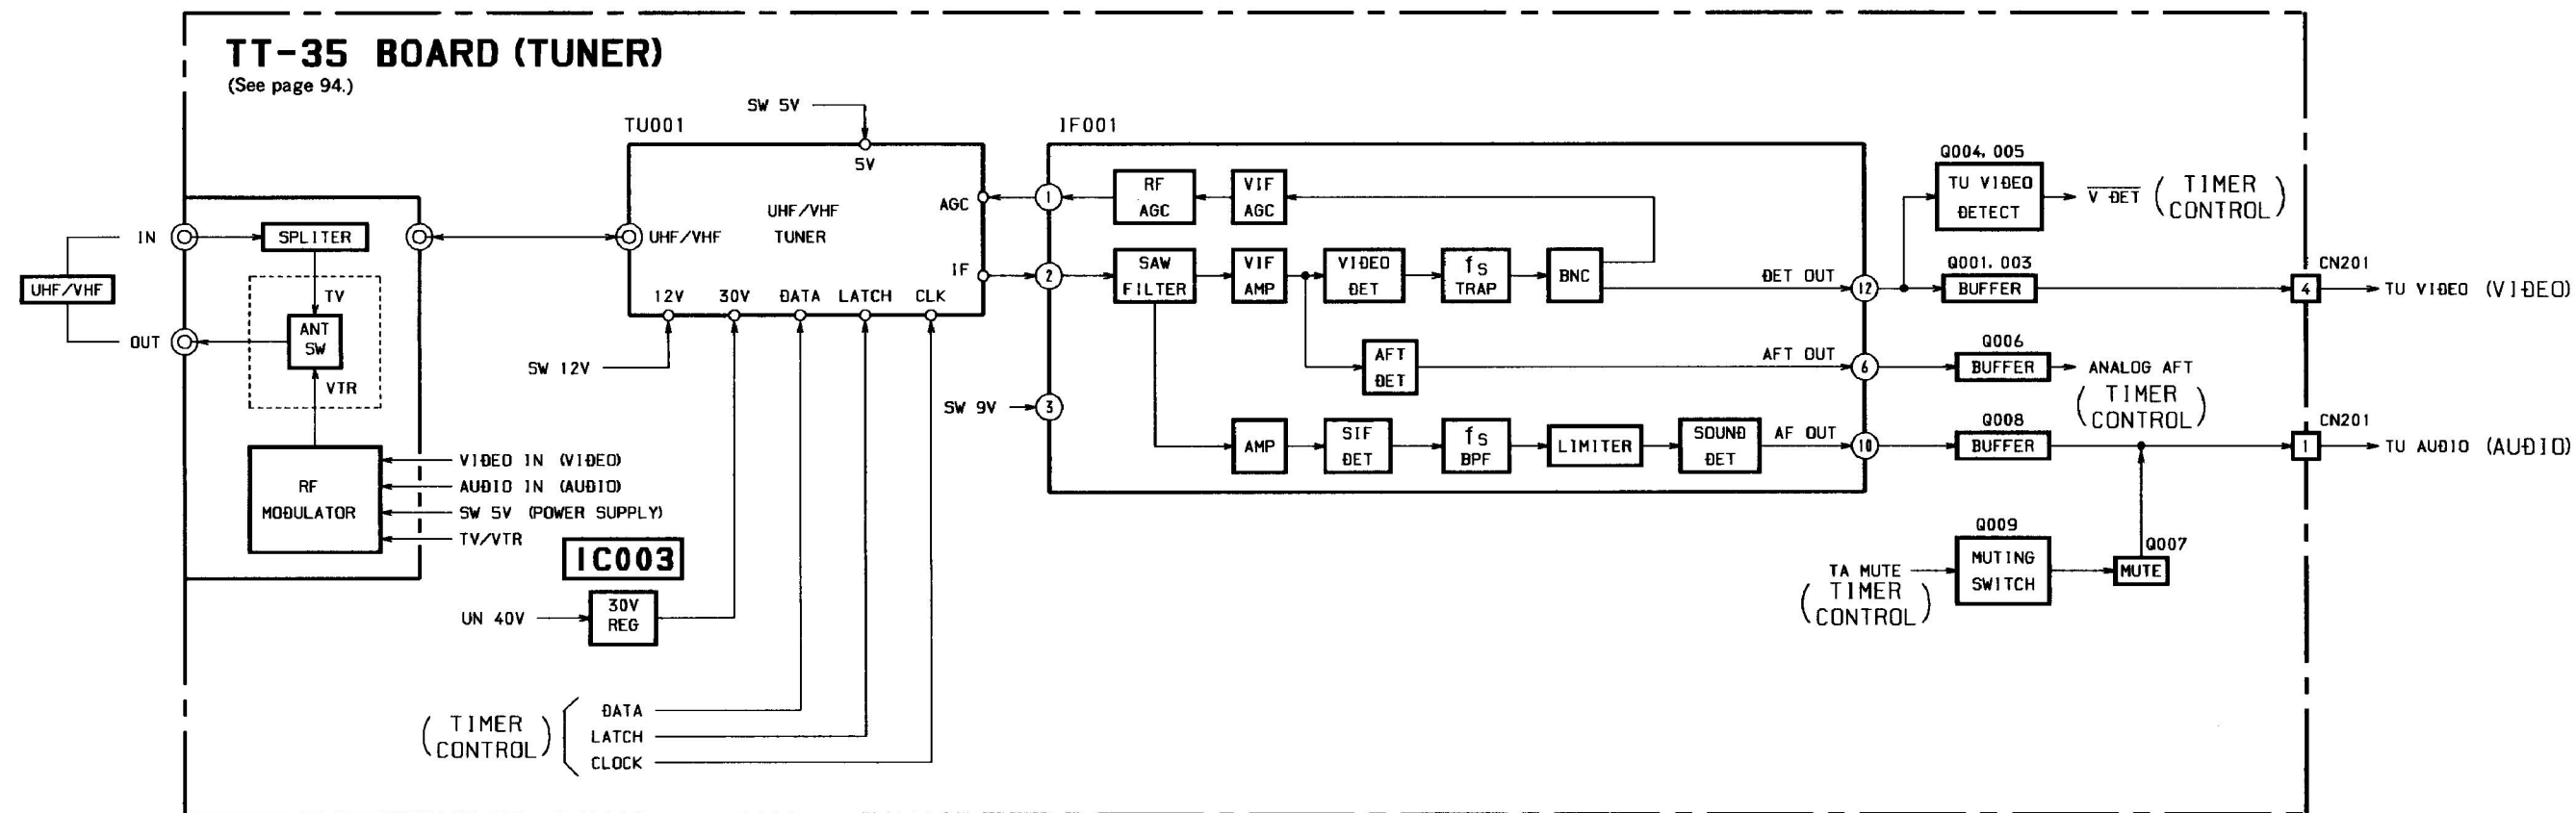 TT-35 BOARD (TUNER)
(See page 94.)
IN
OUT
UHF/VHF
SPLITER
TV
ANT
SW
VTR
RF
MODULATOR
VIDEO IN (VIDEO)
AUDIO IN (AUDIO)
SW 5V (POWER SUPPLY)
TV/VTR
IC003
UN 40V
30V
REG
(TIMER
CONTROL)
DATA
LATCH
CLOCK
SW 5V
TU001
5V
UHF/VHF
UHF/VHF
TUNER
AGC
IF
12V 30V DATA LATCH CLK
SW 12V
IF001
1
RF
AGC
VIF
AGC
2
SAW
FILTER
VIF
AMP
VIDEO
DET
fs
TRAP
BNC
DET OUT
12
AFT
DET
AFT OUT
6
SW 9V
3
AMP
SIF
DET
fs
BPF
LIMITER
SOUND
DET
AF OUT
10
Q004, 005
TU VIDEO
DETECT
V DET
(TIMER
CONTROL)
Q001, 003
BUFFER
CN201
4
TU VIDEO (VIDEO)
Q006
BUFFER
ANALOG AFT
(TIMER
CONTROL)
Q008
BUFFER
CN201
1
TU AUDIO (AUDIO)
Q009
MUTING
SWITCH
Q007
MUTE
TA MUTE
(TIMER
CONTROL)